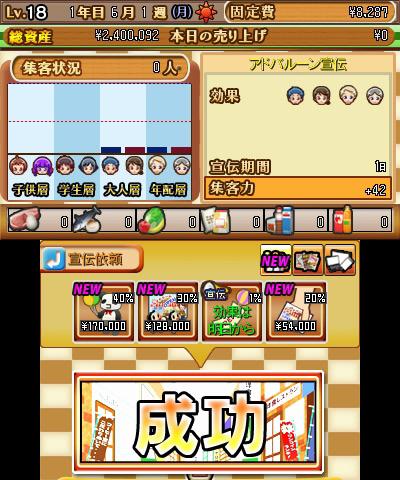 Lv.18 1年目6月1週(月) 固定費 ¥8,287
総資産 ¥2,400,092 本日の売り上げ ¥0
集客状況 0人
子供層 学生層 大人層 年配層
アドバルーン宣伝
効果
宣伝期間 1日
集客力 +42
0 0 0 0 0 0
宣伝依頼 NEW
NEW 40% ¥170,000
NEW 30% ¥128,000
宣伝 1% 効果は明日から
NEW 20% ¥54,000
成功